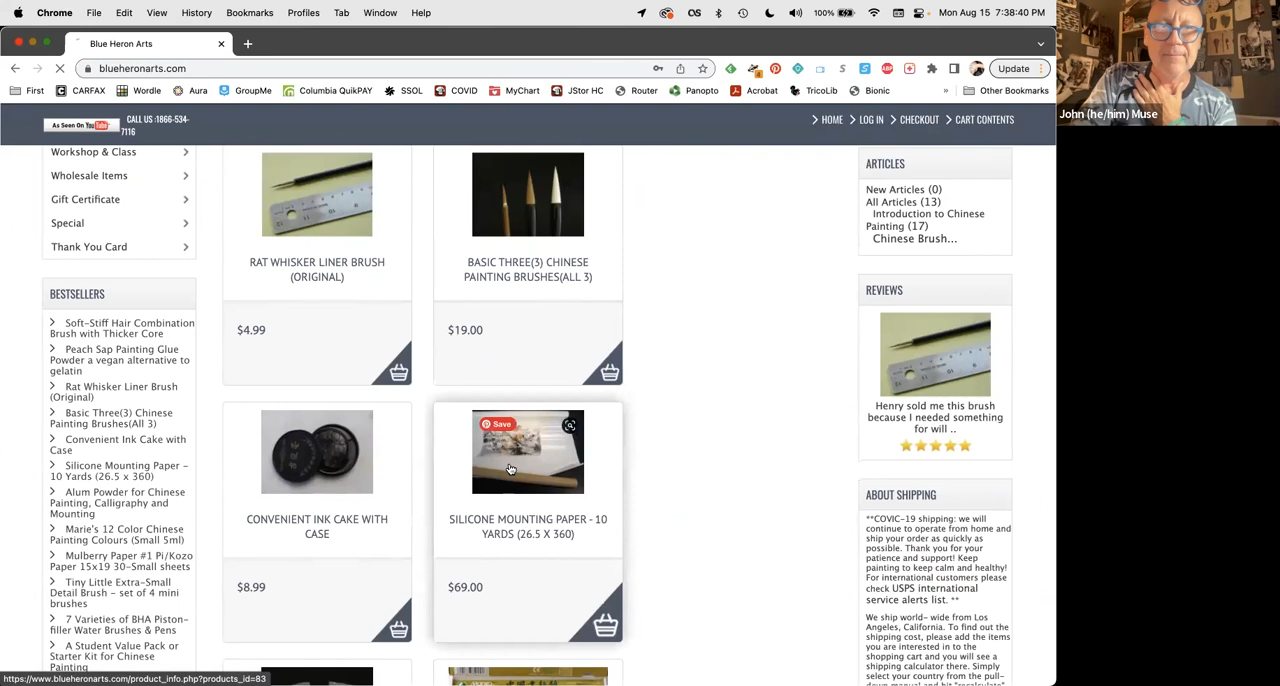 Chrome File Edit View History Bookmarks Profiles Tab Window Help
100% Mon Aug 15 7:38:40 PM
Blue Heron Arts
blueheronarts.com
Update
First CARFAX Wordle Aura GroupMe Columbia QuikPAY SSOL COVID MyChart JStor HC Router Panopto Acrobat TricoLib Bionic » Other Bookmarks
As Seen On YouTube
CALL US :1866-534-
7116
HOME LOG IN CHECKOUT CART CONTENTS
John (he/him) Muse
Workshop & Class
Wholesale Items
Gift Certificate
Special
Thank You Card
BESTSELLERS
Soft-Stiff Hair Combination
Brush with Thicker Core
Peach Sap Painting Glue
Powder a vegan alternative to
gelatin
Rat Whisker Liner Brush
(Original)
Basic Three(3) Chinese
Painting Brushes(All 3)
Convenient Ink Cake with
Case
Silicone Mounting Paper -
10 Yards (26.5 x 360)
Alum Powder for Chinese
Painting, Calligraphy and
Mounting
Marie's 12 Color Chinese
Painting Colours (Small 5ml)
Mulberry Paper #1 Pi/Kozo
Paper 15x19 30-Small sheets
Tiny Little Extra-Small
Detail Brush - set of 4 mini
brushes
7 Varieties of BHA Piston-
filler Water Brushes & Pens
A Student Value Pack or
Starter Kit for Chinese
Painting
RAT WHISKER LINER BRUSH
(ORIGINAL)
$4.99
BASIC THREE(3) CHINESE
PAINTING BRUSHES(ALL 3)
$19.00
CONVENIENT INK CAKE WITH
CASE
$8.99
Save
SILICONE MOUNTING PAPER - 10
YARDS (26.5 X 360)
$69.00
ARTICLES
New Articles (0)
All Articles (13)
Introduction to Chinese
Painting (17)
Chinese Brush...
REVIEWS
Henry sold me this brush
because I needed something
for will ..
ABOUT SHIPPING
**COVIC-19 shipping: we will
continue to operate from home and
ship your order as quickly as
possible. Thank you for your
patience and support! Keep
painting to keep calm and healthy!
For international customers please
check USPS international
service alerts list. **
We ship world- wide from Los
Angeles, California. To find out the
shipping cost, please add the items
you are interested in to the
shopping cart and you will see a
shipping calculator there. Simply
select your country from the pull-
https://www.blueheronarts.com/product_info.php?products_id=83